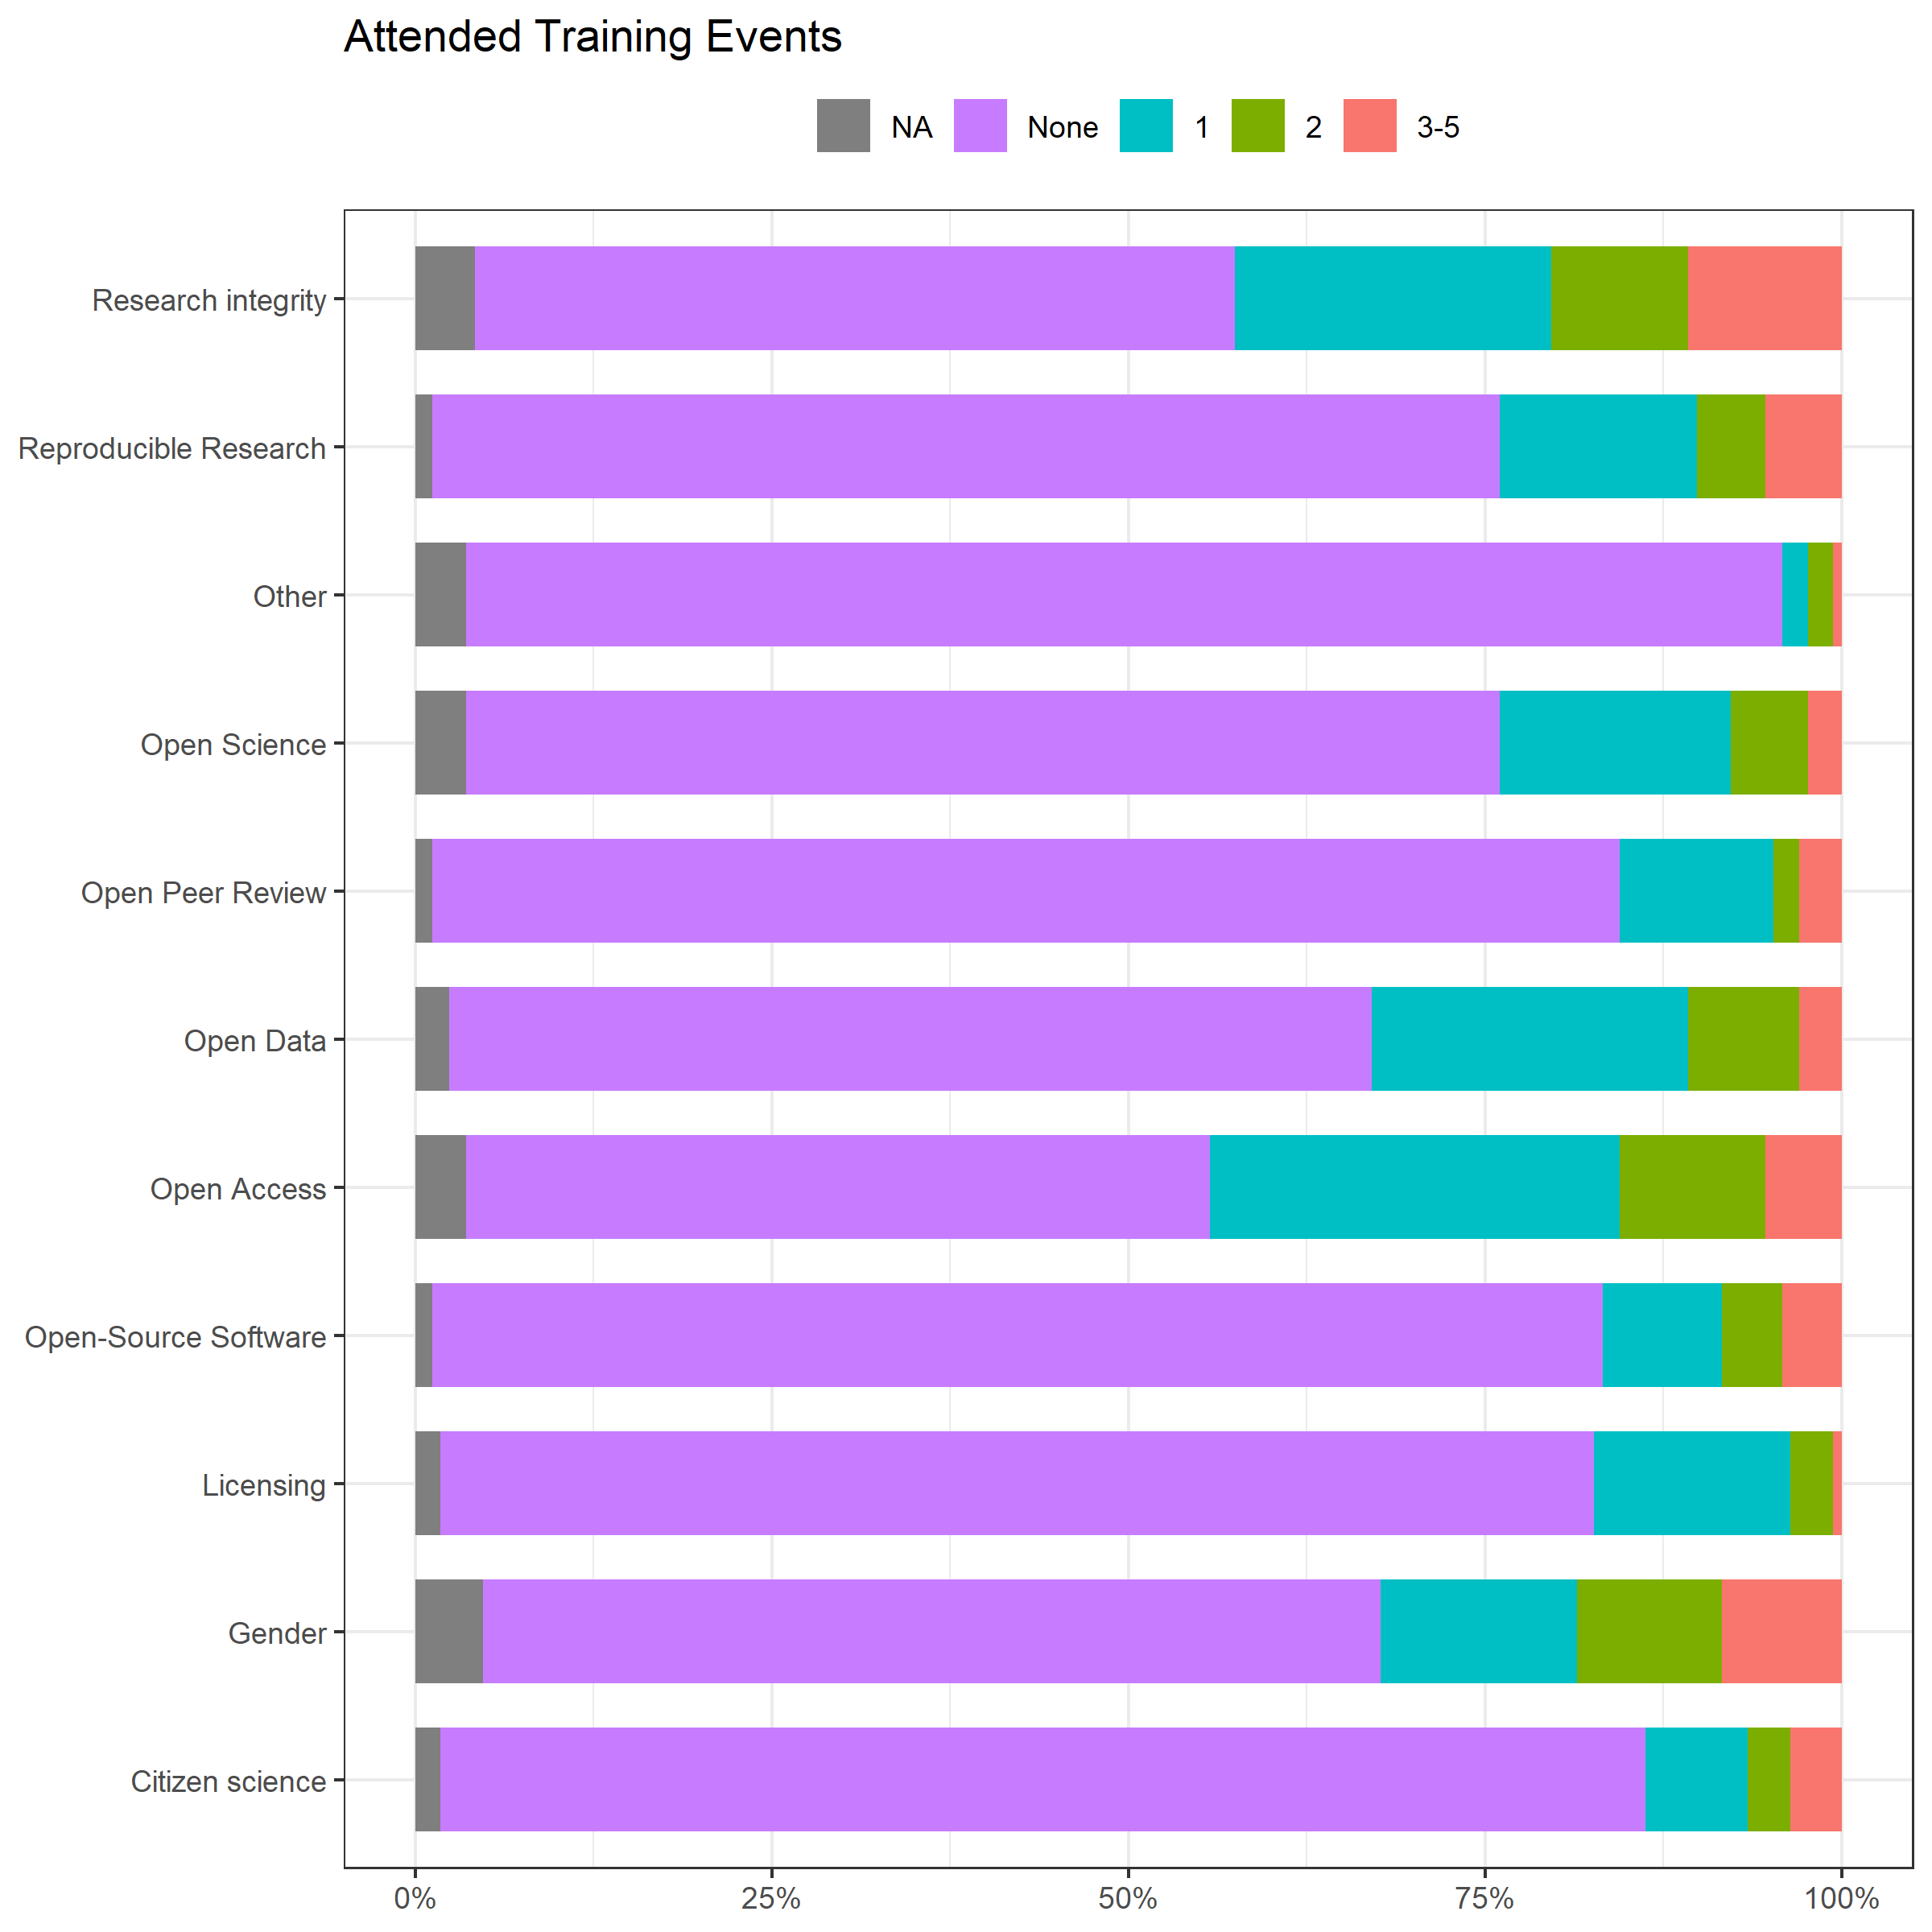 Attended Training Events
NA None 1 2 3-5
Research integrity
Reproducible Research
Other
Open Science
Open Peer Review
Open Data
Open Access
Open-Source Software
Licensing
Gender
Citizen science
0% 25% 50% 75% 100%